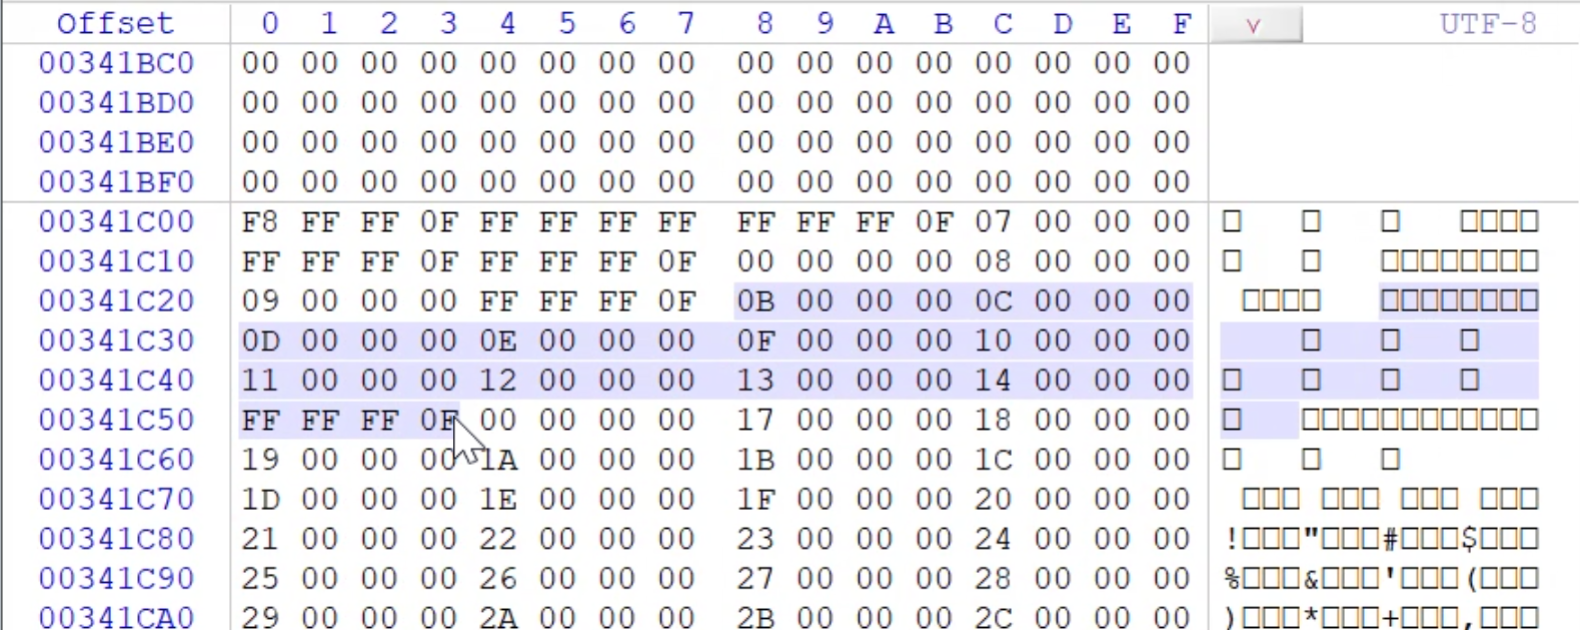 Offset 0 1 2 3 4 5 6 7 8 9 A B C D E F v UTF-8
00341BC0 00 00 00 00 00 00 00 00 00 00 00 00 00 00 00 00
00341BD0 00 00 00 00 00 00 00 00 00 00 00 00 00 00 00 00
00341BE0 00 00 00 00 00 00 00 00 00 00 00 00 00 00 00 00
00341BF0 00 00 00 00 00 00 00 00 00 00 00 00 00 00 00 00
00341C00 F8 FF FF 0F FF FF FF FF FF FF FF 0F 07 00 00 00 □ □ □ □□□□
00341C10 FF FF FF 0F FF FF FF 0F 00 00 00 00 08 00 00 00 □ □ □□□□□□□□
00341C20 09 00 00 00 FF FF FF 0F 0B 00 00 00 0C 00 00 00 □□□□ □□□□□□□□
00341C30 0D 00 00 00 0E 00 00 00 0F 00 00 00 10 00 00 00 □ □ □
00341C40 11 00 00 00 12 00 00 00 13 00 00 00 14 00 00 00 □ □ □ □
00341C50 FF FF FF 0F 00 00 00 00 17 00 00 00 18 00 00 00 □ □□□□□□□□□□□□
00341C60 19 00 00 00 1A 00 00 00 1B 00 00 00 1C 00 00 00 □ □ □
00341C70 1D 00 00 00 1E 00 00 00 1F 00 00 00 20 00 00 00 □□□ □□□ □□□ □□□
00341C80 21 00 00 00 22 00 00 00 23 00 00 00 24 00 00 00 !□□□"□□□#□□□$□□□
00341C90 25 00 00 00 26 00 00 00 27 00 00 00 28 00 00 00 %□□□&□□□'□□□(□□□
00341CA0 29 00 00 00 2A 00 00 00 2B 00 00 00 2C 00 00 00 )□□□*□□□+□□□,□□□